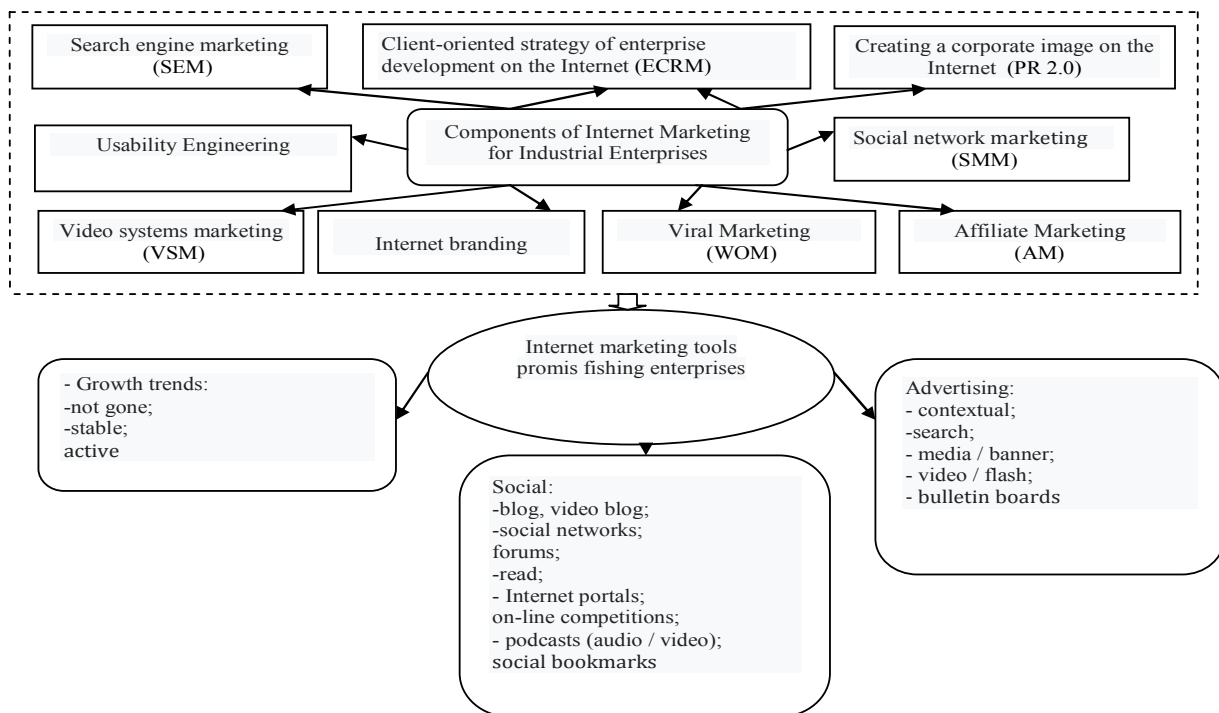 Search engine marketing
(SEM)
Client-oriented strategy of enterprise
development on the Internet (ECRM)
Creating a corporate image on the
Internet (PR 2.0)
Usability Engineering
Components of Internet Marketing
for Industrial Enterprises
Social network marketing
(SMM)
Video systems marketing
(VSM)
Internet branding
Viral Marketing
(WOM)
Affiliate Marketing
(AM)
Internet marketing tools
promis fishing enterprises
- Growth trends:
-not gone;
-stable;
active
Social:
-blog, video blog;
-social networks;
forums;
-read;
- Internet portals;
on-line competitions;
- podcasts (audio / video);
social bookmarks
Advertising:
- contextual;
-search;
- media / banner;
- video / flash;
- bulletin boards